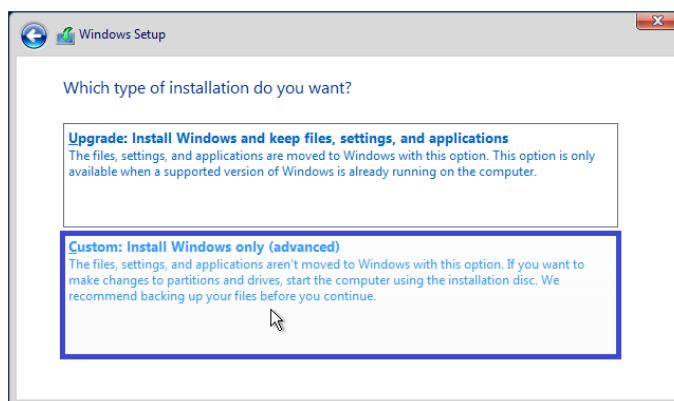 Windows Setup
Which type of installation do you want?
Upgrade: Install Windows and keep files, settings, and applications
The files, settings, and applications are moved to Windows with this option. This option is only
available when a supported version of Windows is already running on the computer.
Custom: Install Windows only (advanced)
The files, settings, and applications aren't moved to Windows with this option. If you want to
make changes to partitions and drives, start the computer using the installation disc. We
recommend backing up your files before you continue.